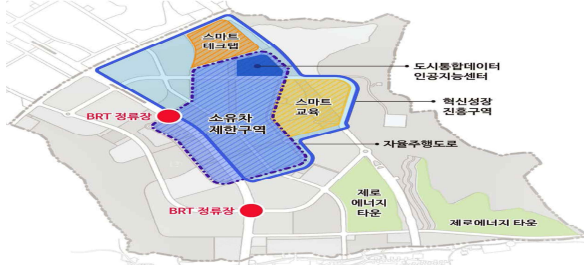 스마트
테크랩
도시통합데이터
인공지능센터
스마트
교육
혁신성장
진흥구역
BRT 정류장
소유차
제한구역
자율주행도로
제로
에너지
타운
BRT 정류장
제로에너지 타운